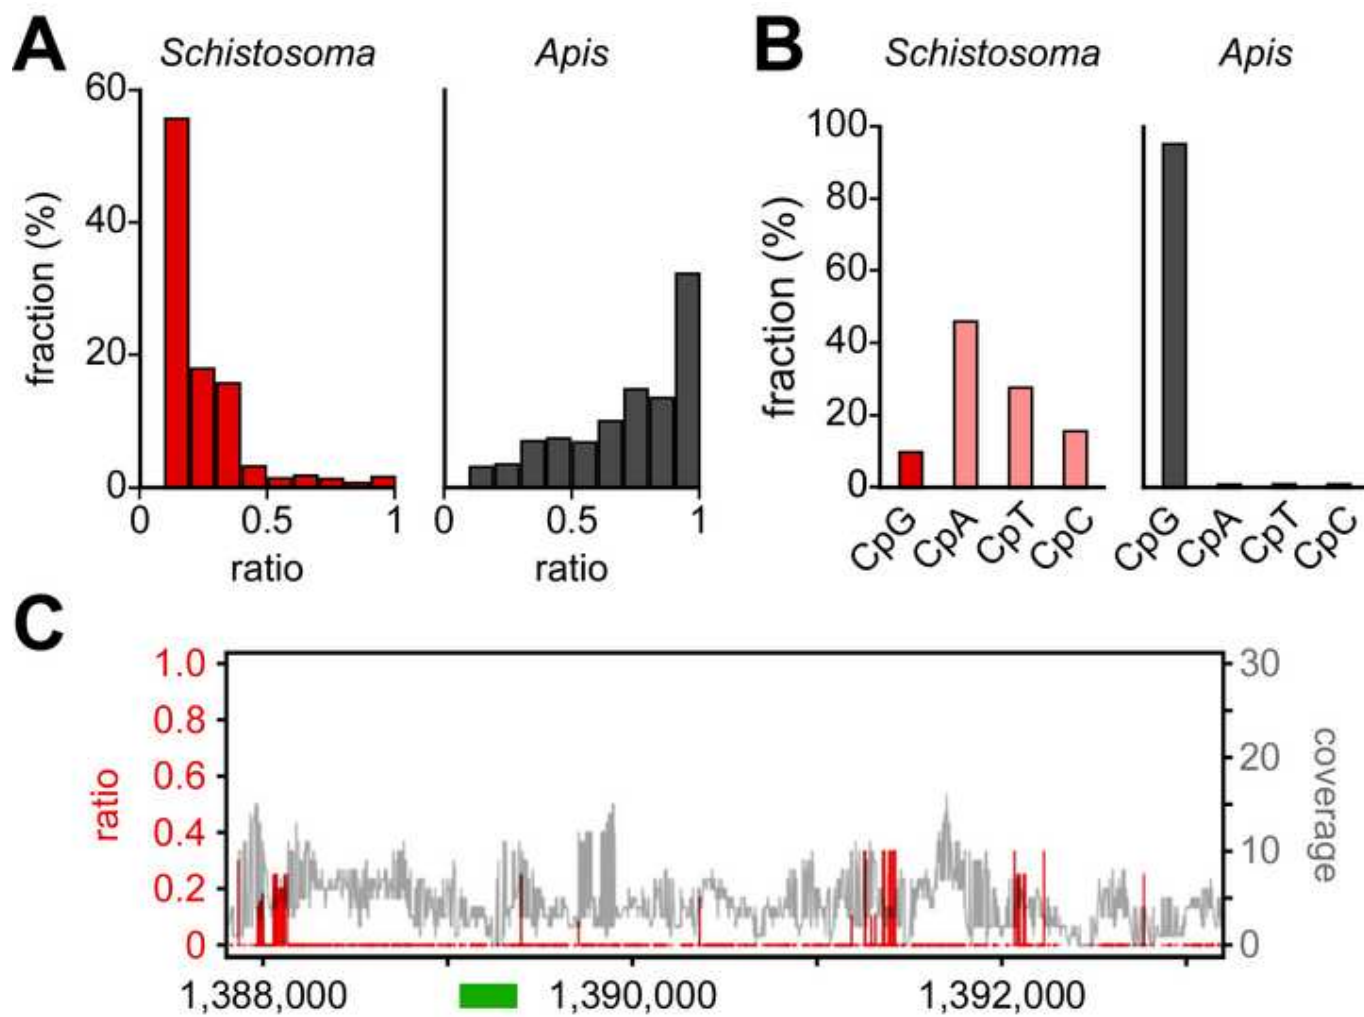 A
Schistosoma
Apis
fraction (%)
60
40
20
0
0
0.5
1
ratio
0
0.5
1
ratio
B
Schistosoma
Apis
fraction (%)
100
80
60
40
20
0
CpG
CpA
CpT
CpC
CpG
CpA
CpT
CpC
C
ratio
1.0
0.8
0.6
0.4
0.2
0
30
20
10
0
coverage
1,388,000
1,390,000
1,392,000